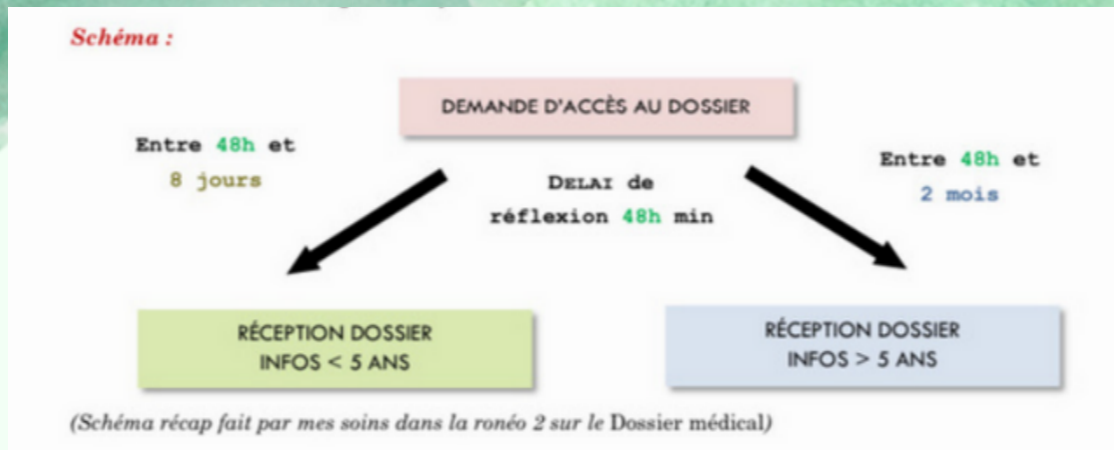 Schéma :
DEMANDE D'ACCÈS AU DOSSIER
Entre 48h et
8 jours
DELAI de
réflexion 48h min
Entre 48h et
2 mois
RÉCEPTION DOSSIER
INFOS < 5 ANS
RÉCEPTION DOSSIER
INFOS > 5 ANS
(Schéma récap fait par mes soins dans la ronéo 2 sur le Dossier médical)